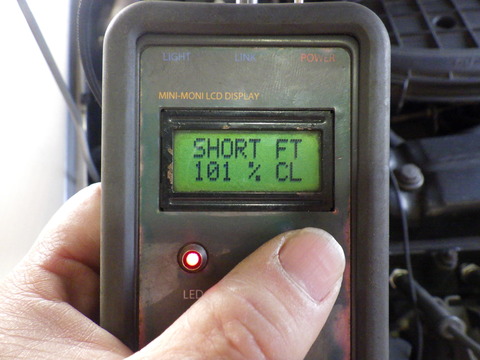 LIGHT LINK POWER
MINI-MONI LCD DISPLAY
SHORT FT
101 % CL
LED